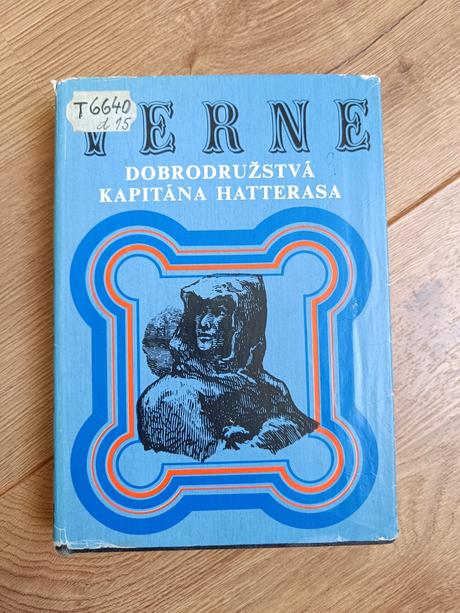 T6640
d 15
VERNE
DOBRODRUŽSTVÁ
KAPITÁNA HATTERASA